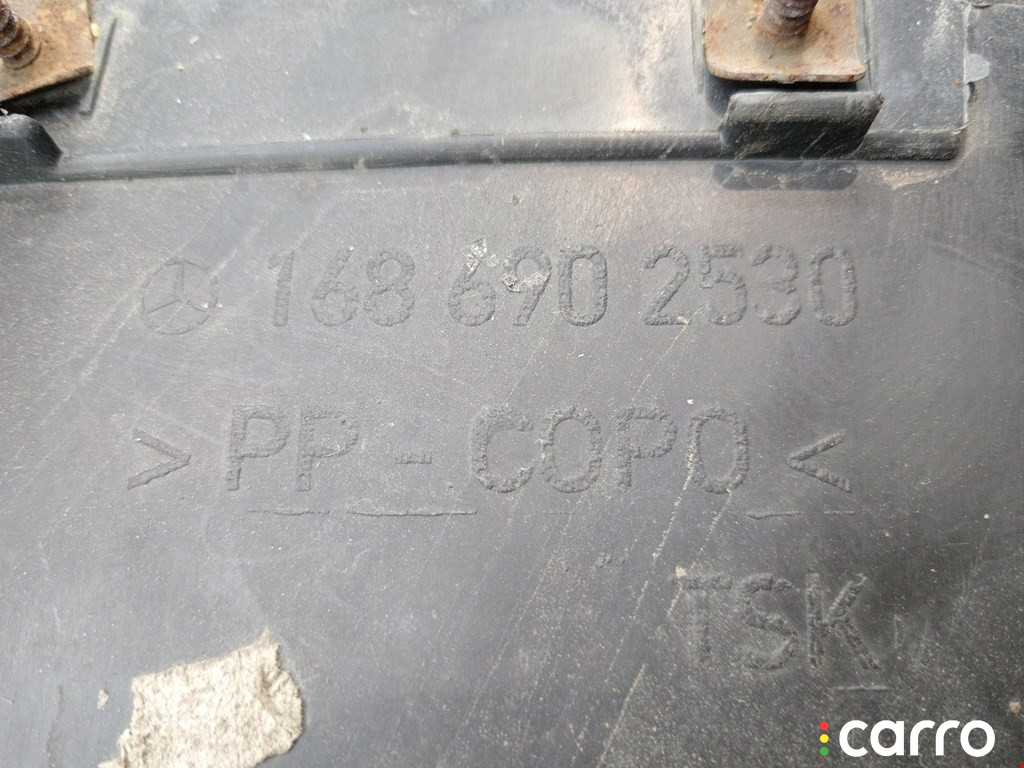 168 690 2530
>PP-COPO<
TSK
carro